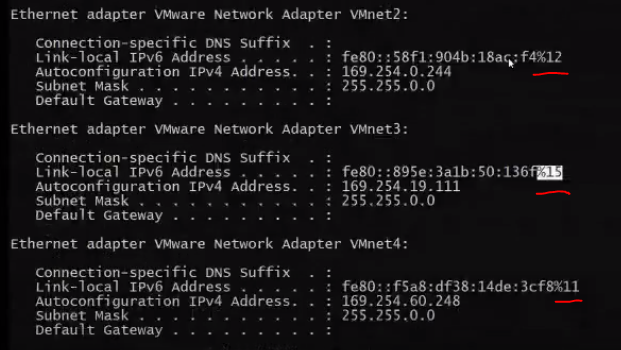 Ethernet adapter VMware Network Adapter VMnet2:
Connection-specific DNS Suffix  . :
Link-local IPv6 Address . . . . . : fe80::58f1:904b:18ac:f4%12
Autoconfiguration IPv4 Address. . : 169.254.0.244
Subnet Mask . . . . . . . . . . . : 255.255.0.0
Default Gateway . . . . . . . . . :
Ethernet adapter VMware Network Adapter VMnet3:
Connection-specific DNS Suffix  . :
Link-local IPv6 Address . . . . . : fe80::895e:3a1b:50:136f%15
Autoconfiguration IPv4 Address. . : 169.254.19.111
Subnet Mask . . . . . . . . . . . : 255.255.0.0
Default Gateway . . . . . . . . . :
Ethernet adapter VMware Network Adapter VMnet4:
Connection-specific DNS Suffix  . :
Link-local IPv6 Address . . . . . : fe80::f5a8:df38:14de:3cf8%11
Autoconfiguration IPv4 Address. . : 169.254.60.248
Subnet Mask . . . . . . . . . . . : 255.255.0.0
Default Gateway . . . . . . . . . :